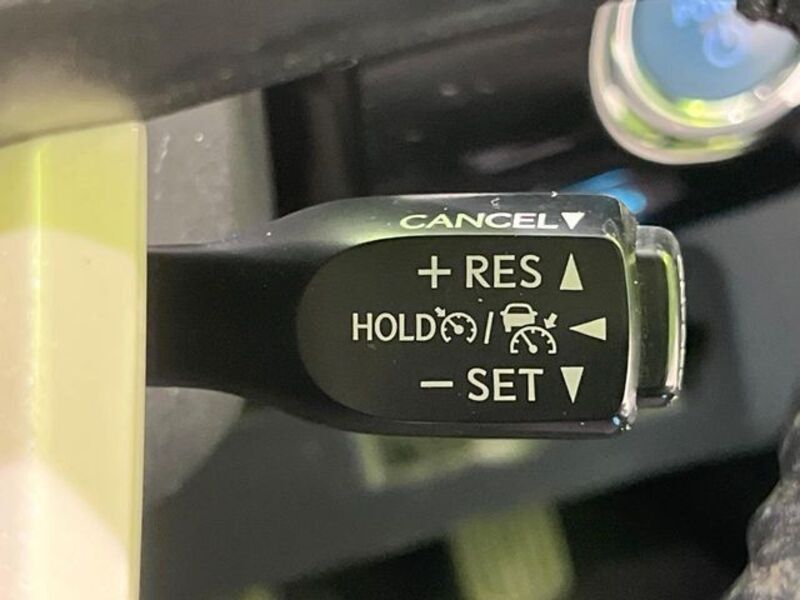 CANCEL▼
+ RES ▲
HOLD / ◀
− SET ▼